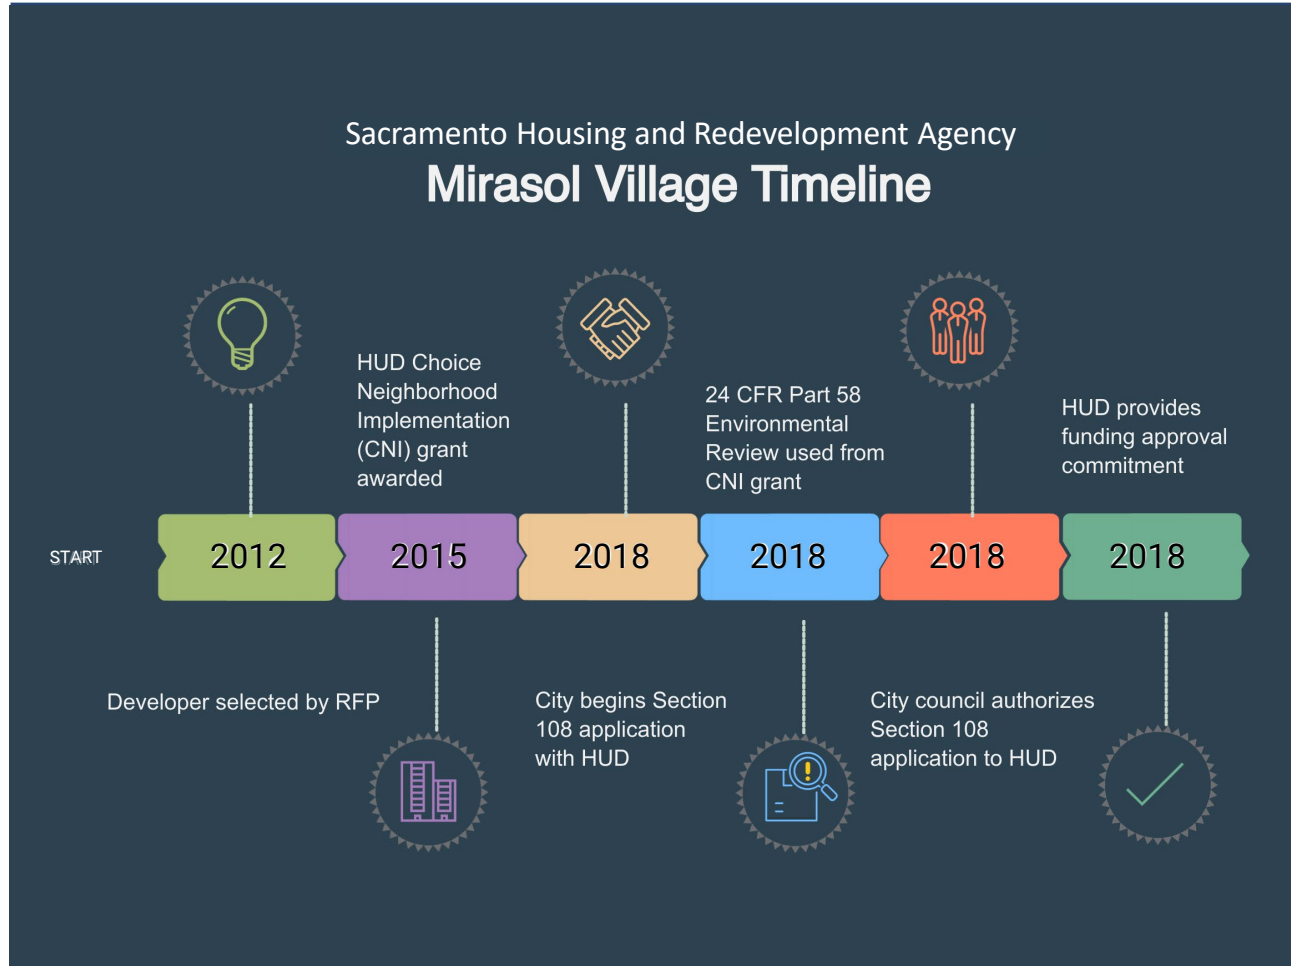 Sacramento Housing and Redevelopment Agency
Mirasol Village Timeline
HUD Choice
Neighborhood
Implementation
(CNI) grant
awarded
24 CFR Part 58
Environmental
Review used from
CNI grant
HUD provides
funding approval
commitment
START
2012
2015
2018
2018
2018
2018
Developer selected by RFP
City begins Section
108 application
with HUD
City council authorizes
Section 108
application to HUD